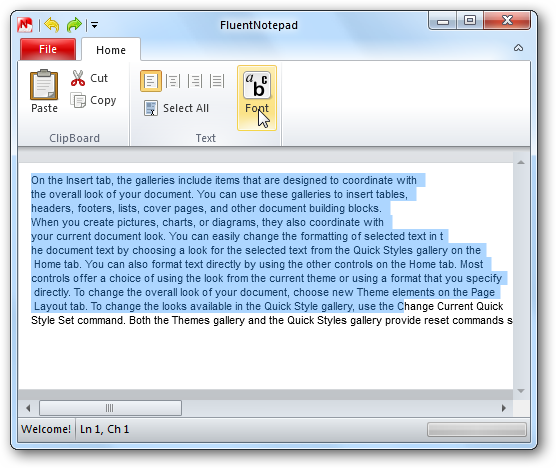 FluentNotepad
File Home
Paste
Cut
Copy
ClipBoard
Select All
Text
abc
Font
On the Insert tab, the galleries include items that are designed to coordinate with
the overall look of your document. You can use these galleries to insert tables,
headers, footers, lists, cover pages, and other document building blocks.
When you create pictures, charts, or diagrams, they also coordinate with
your current document look. You can easily change the formatting of selected text in t
he document text by choosing a look for the selected text from the Quick Styles gallery on the
Home tab. You can also format text directly by using the other controls on the Home tab. Most
controls offer a choice of using the look from the current theme or using a format that you specify
directly. To change the overall look of your document, choose new Theme elements on the Page
Layout tab. To change the looks available in the Quick Style gallery, use the Change Current Quick
Style Set command. Both the Themes gallery and the Quick Styles gallery provide reset commands s
Welcome! Ln 1, Ch 1